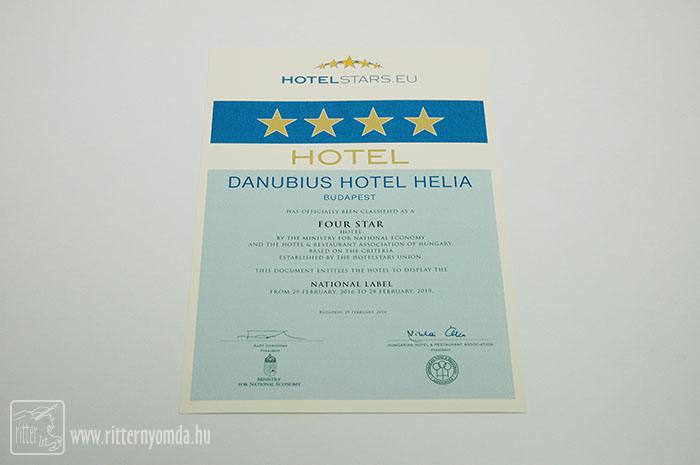 HOTELSTARS.EU
HOTEL
DANUBIUS HOTEL HELIA
BUDAPEST
HAS OFFICIALLY BEEN CLASSIFIED AS A
FOUR STAR
HOTEL
BY THE MINISTRY FOR NATIONAL ECONOMY
AND THE HOTEL & RESTAURANT ASSOCIATION OF HUNGARY,
BASED ON THE CRITERIA
ESTABLISHED BY THE HOTELSTARS UNION.
THIS DOCUMENT ENTITLES THE HOTEL TO DISPLAY THE
NATIONAL LABEL
FROM 29 FEBRUARY, 2016 TO 28 FEBRUARY, 2019.
BUDAPEST, 29 FEBRUARY, 2016
Audit Committee
President
HUNGARIAN HOTEL & RESTAURANT ASSOCIATION
President
MINISTRY
FOR NATIONAL ECONOMY
ritter
www.ritternyomda.hu